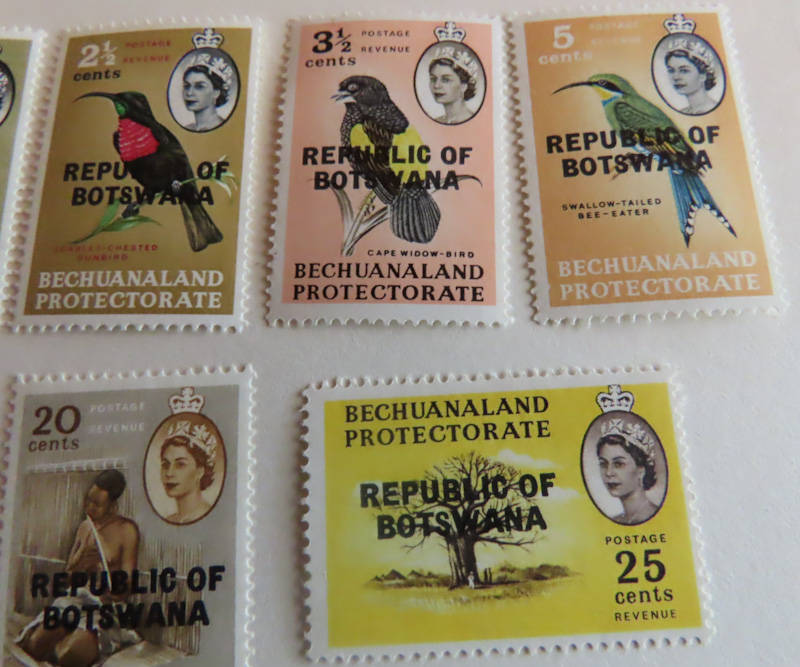 2½ POSTAGE
cents REVENUE
REPUBLIC OF
BOTSWANA
SCARLET-CHESTED
SUNBIRD
BECHUANALAND
PROTECTORATE
3½ POSTAGE
cents REVENUE
REPUBLIC OF
BOTSWANA
CAPE WIDOW-BIRD
BECHUANALAND
PROTECTORATE
5 POSTAGE
cents REVENUE
REPUBLIC OF
BOTSWANA
SWALLOW-TAILED
BEE-EATER
BECHUANALAND
PROTECTORATE
20 POSTAGE
cents REVENUE
REPUBLIC OF
BOTSWANA
BECHUANALAND
PROTECTORATE
REPUBLIC OF
BOTSWANA
POSTAGE
25
cents
REVENUE